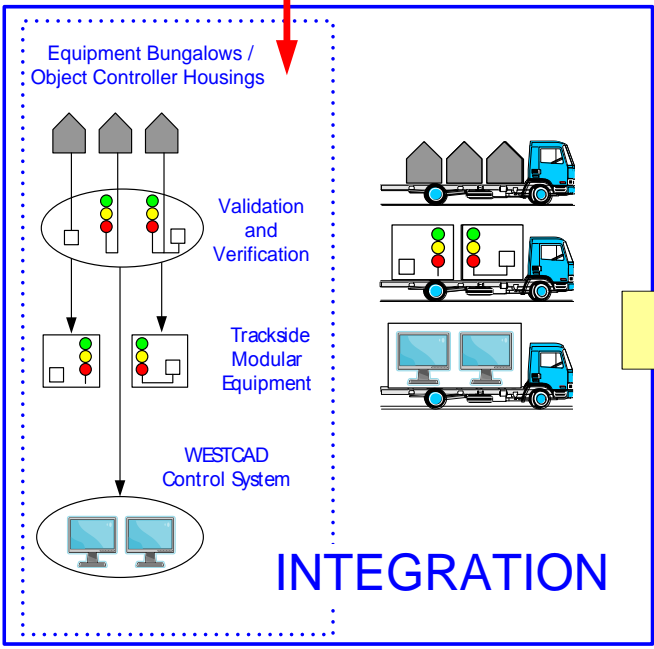 Equipment Bungalows /
Object Controller Housings
Validation
and
Verification
Trackside
Modular
Equipment
WESTCAD
Control System
INTEGRATION